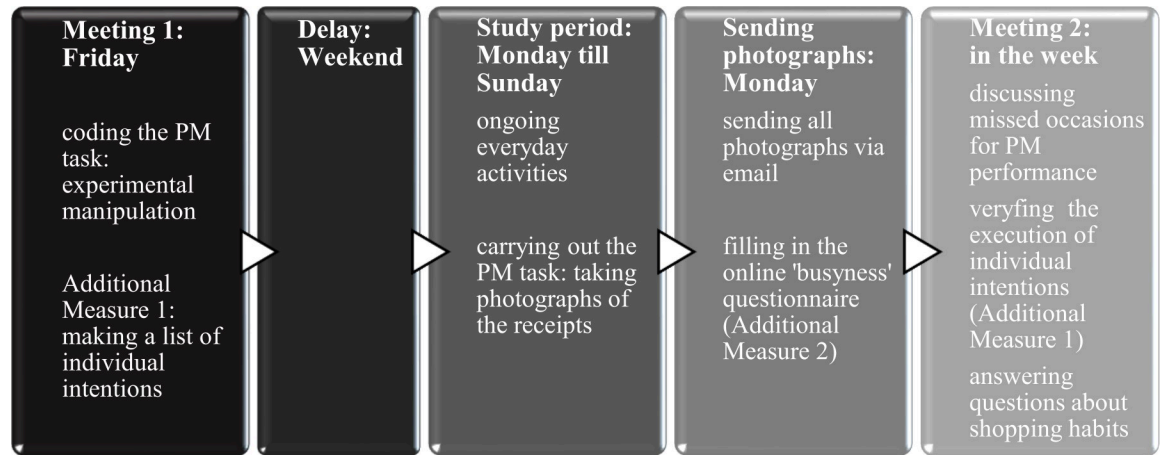 Meeting 1:
Friday
coding the PM
task:
experimental
manipulation
Additional
Measure 1:
making a list of
individual
intentions
Delay:
Weekend
Study period:
Monday till
Sunday
ongoing
everyday
activities
carrying out the
PM task: taking
photographs of
the receipts
Sending
photographs:
Monday
sending all
photographs via
email
filling in the
online 'busyness'
questionnaire
(Additional
Measure 2)
Meeting 2:
in the week
discussing
missed occasions
for PM
performance
veryfing the
execution of
individual
intentions
(Additional
Measure 1)
answering
questions about
shopping habits